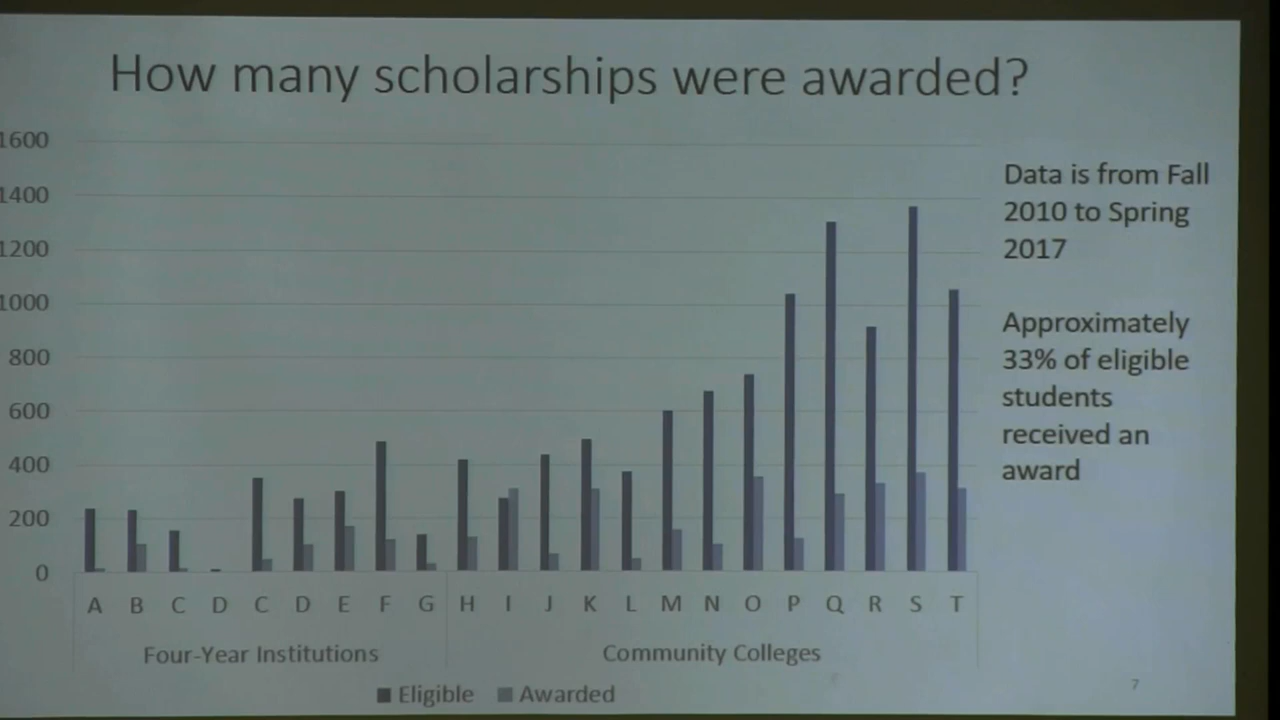 How many scholarships were awarded?
1600
1400
1200
1000
800
600
400
200
0
A B C D C D E F G H I J K L M N O P Q R S T
Four-Year Institutions Community Colleges
Eligible Awarded
Data is from Fall
2010 to Spring
2017
Approximately
33% of eligible
students
received an
award
7